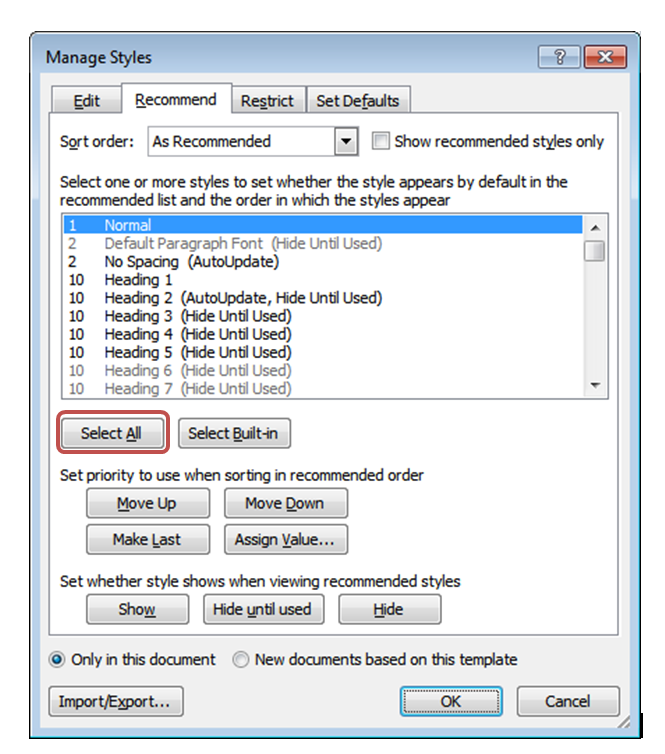 Manage Styles
Edit Recommend Restrict Set Defaults
Sort order: As Recommended Show recommended styles only
Select one or more styles to set whether the style appears by default in the
recommended list and the order in which the styles appear
1 Normal
2 Default Paragraph Font (Hide Until Used)
2 No Spacing (AutoUpdate)
10 Heading 1
10 Heading 2 (AutoUpdate, Hide Until Used)
10 Heading 3 (Hide Until Used)
10 Heading 4 (Hide Until Used)
10 Heading 5 (Hide Until Used)
10 Heading 6 (Hide Until Used)
10 Heading 7 (Hide Until Used)
Select All Select Built-in
Set priority to use when sorting in recommended order
Move Up Move Down
Make Last Assign Value...
Set whether style shows when viewing recommended styles
Show Hide until used Hide
Only in this document New documents based on this template
Import/Export... OK Cancel